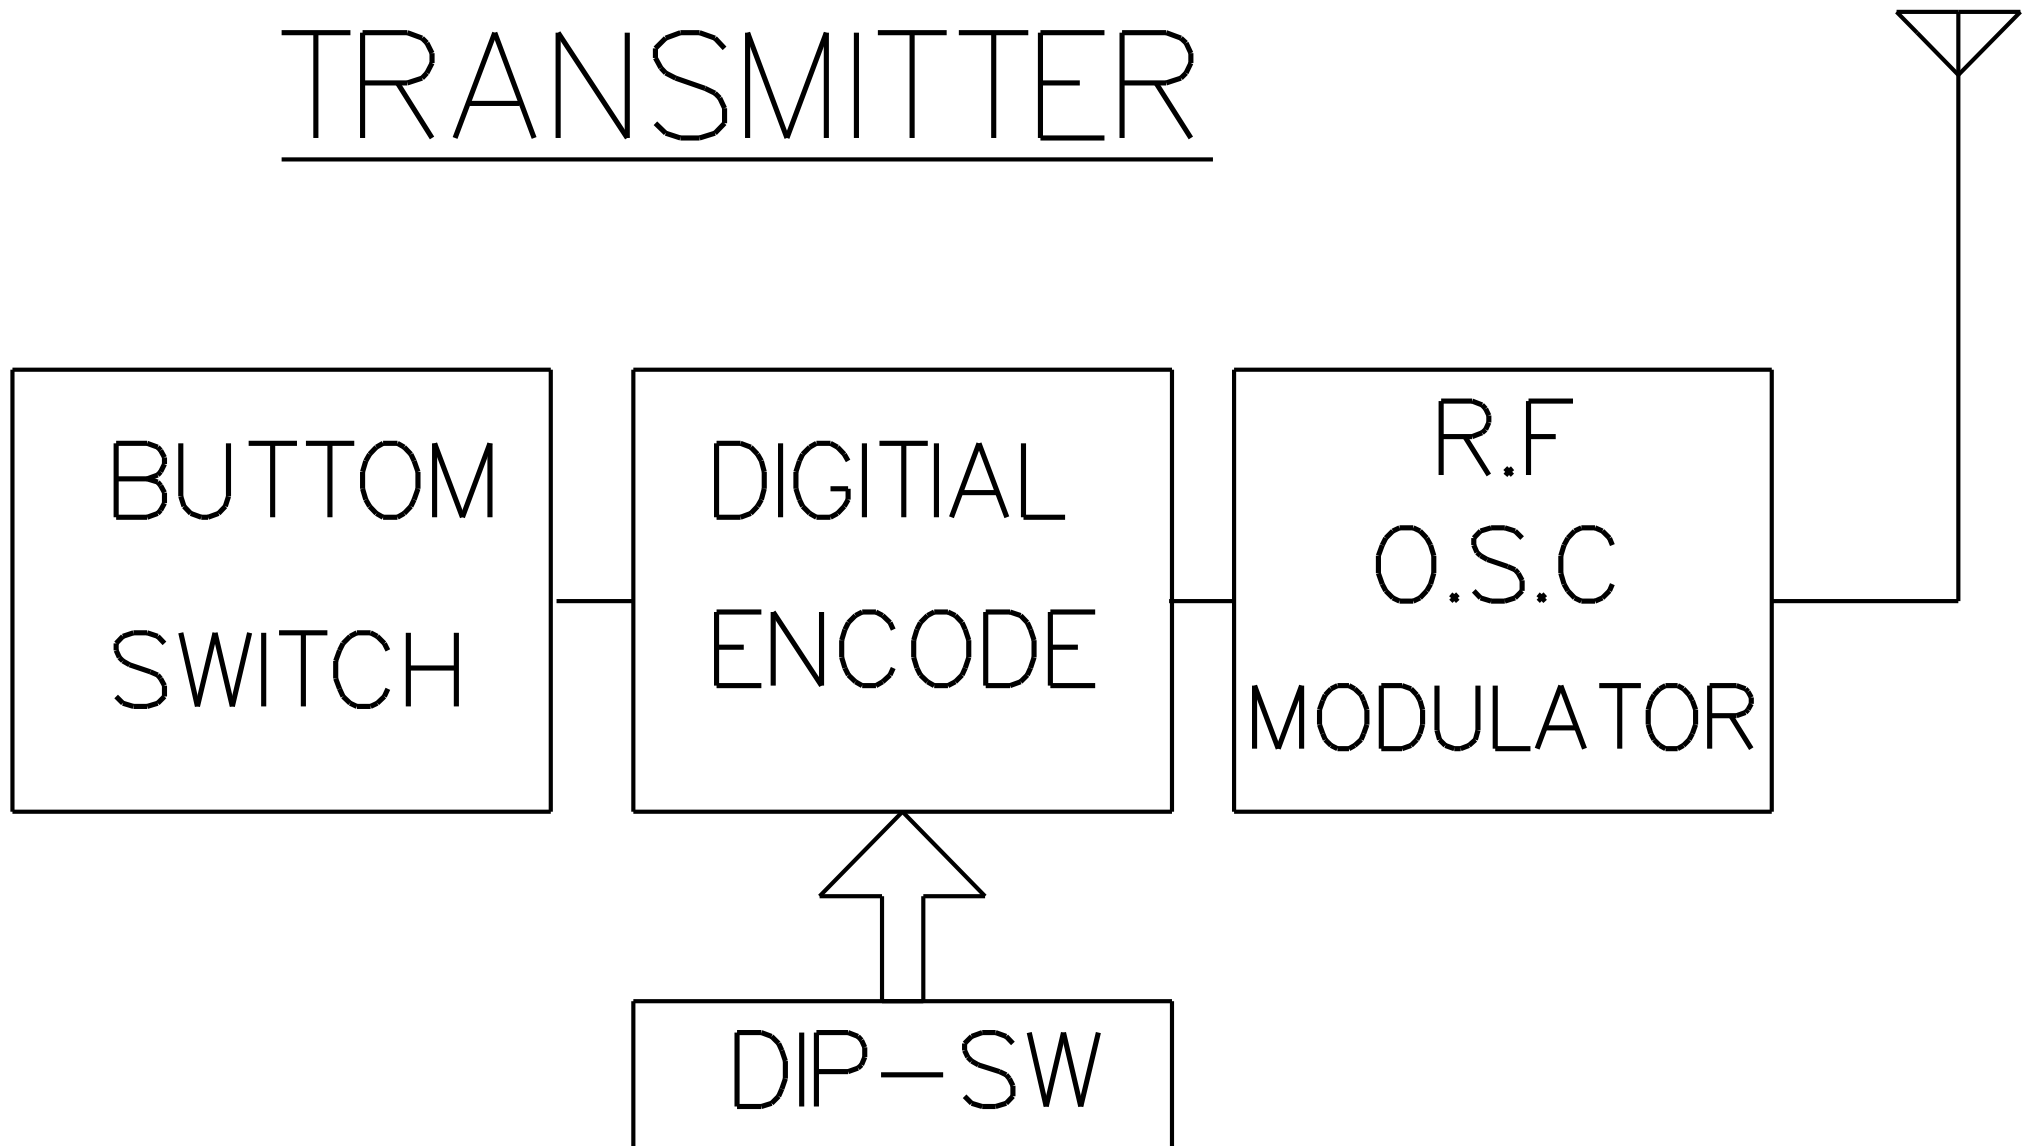 TRANSMITTER
BUTTOM
SWITCH
DIGITIAL
ENCODE
R.F
O.S.C
MODULATOR
DIP-SW